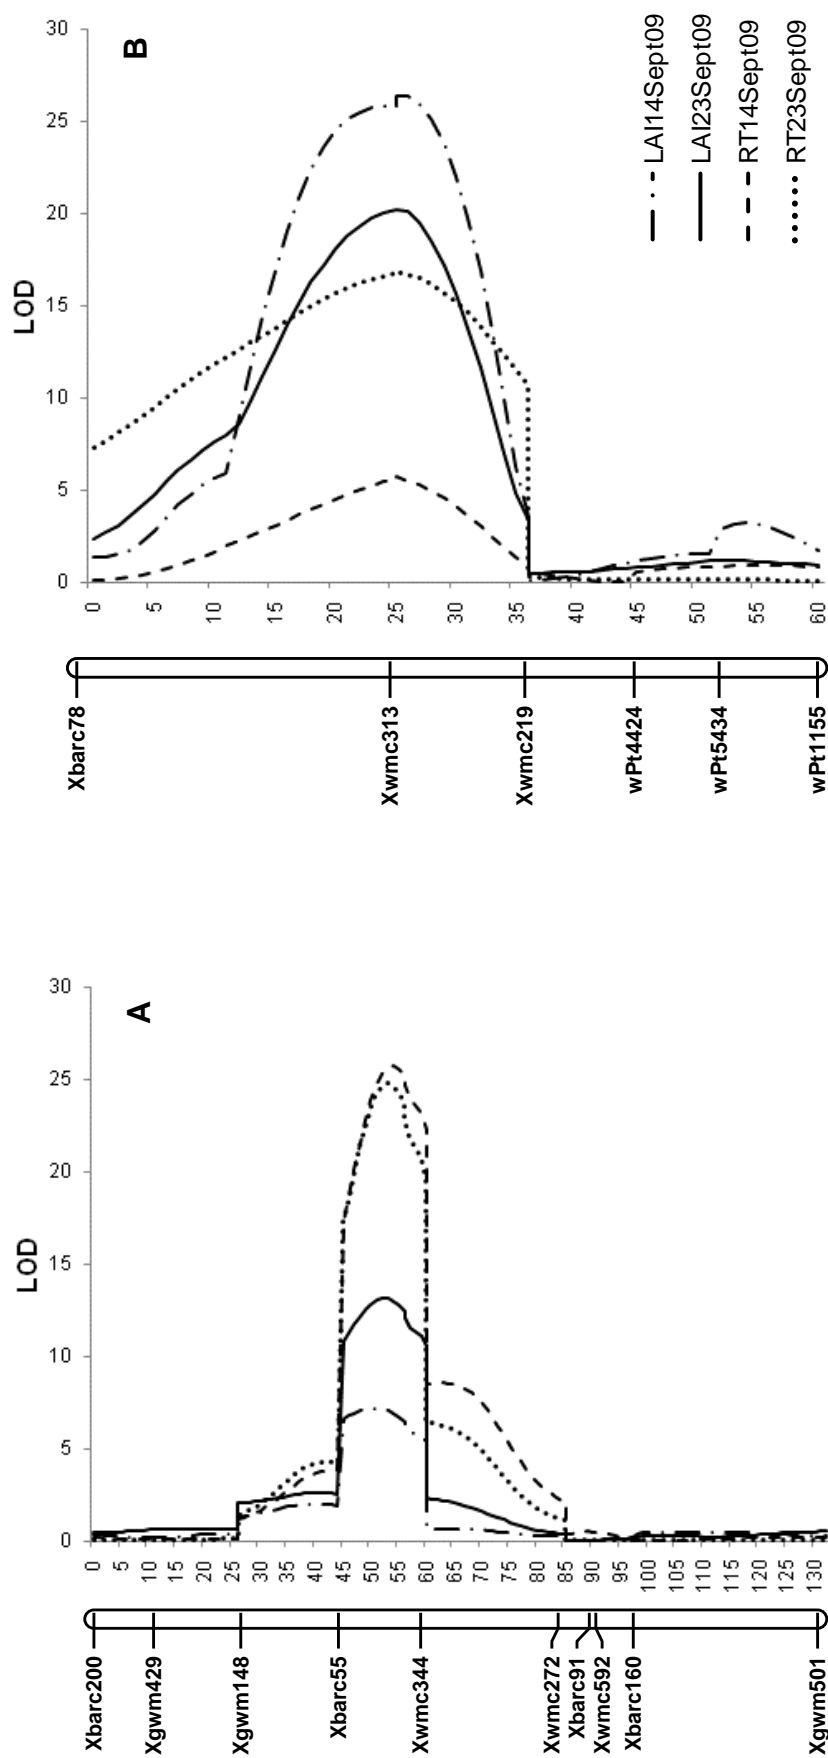 A
LOD
30
25
20
15
10
5
0
0 5 10 15 20 25 30 35 40 45 50 55 60 65 70 75 80 85 90 95 100 105 110 115 120 125 130
Xbarc200
Xgwm429
Xgwm148
Xbarc55
Xwmc344
Xwmc272
Xbarc91
Xwmc592
Xbarc160
Xgwm501
B
LOD
30
25
20
15
10
5
0
0 5 10 15 20 25 30 35 40 45 50 55 60
Xbarc78
Xwmc313
Xwmc219
wPt4424
wPt5434
wPt1155
LAI14Sept09
LAI23Sept09
RT14Sept09
RT23Sept09